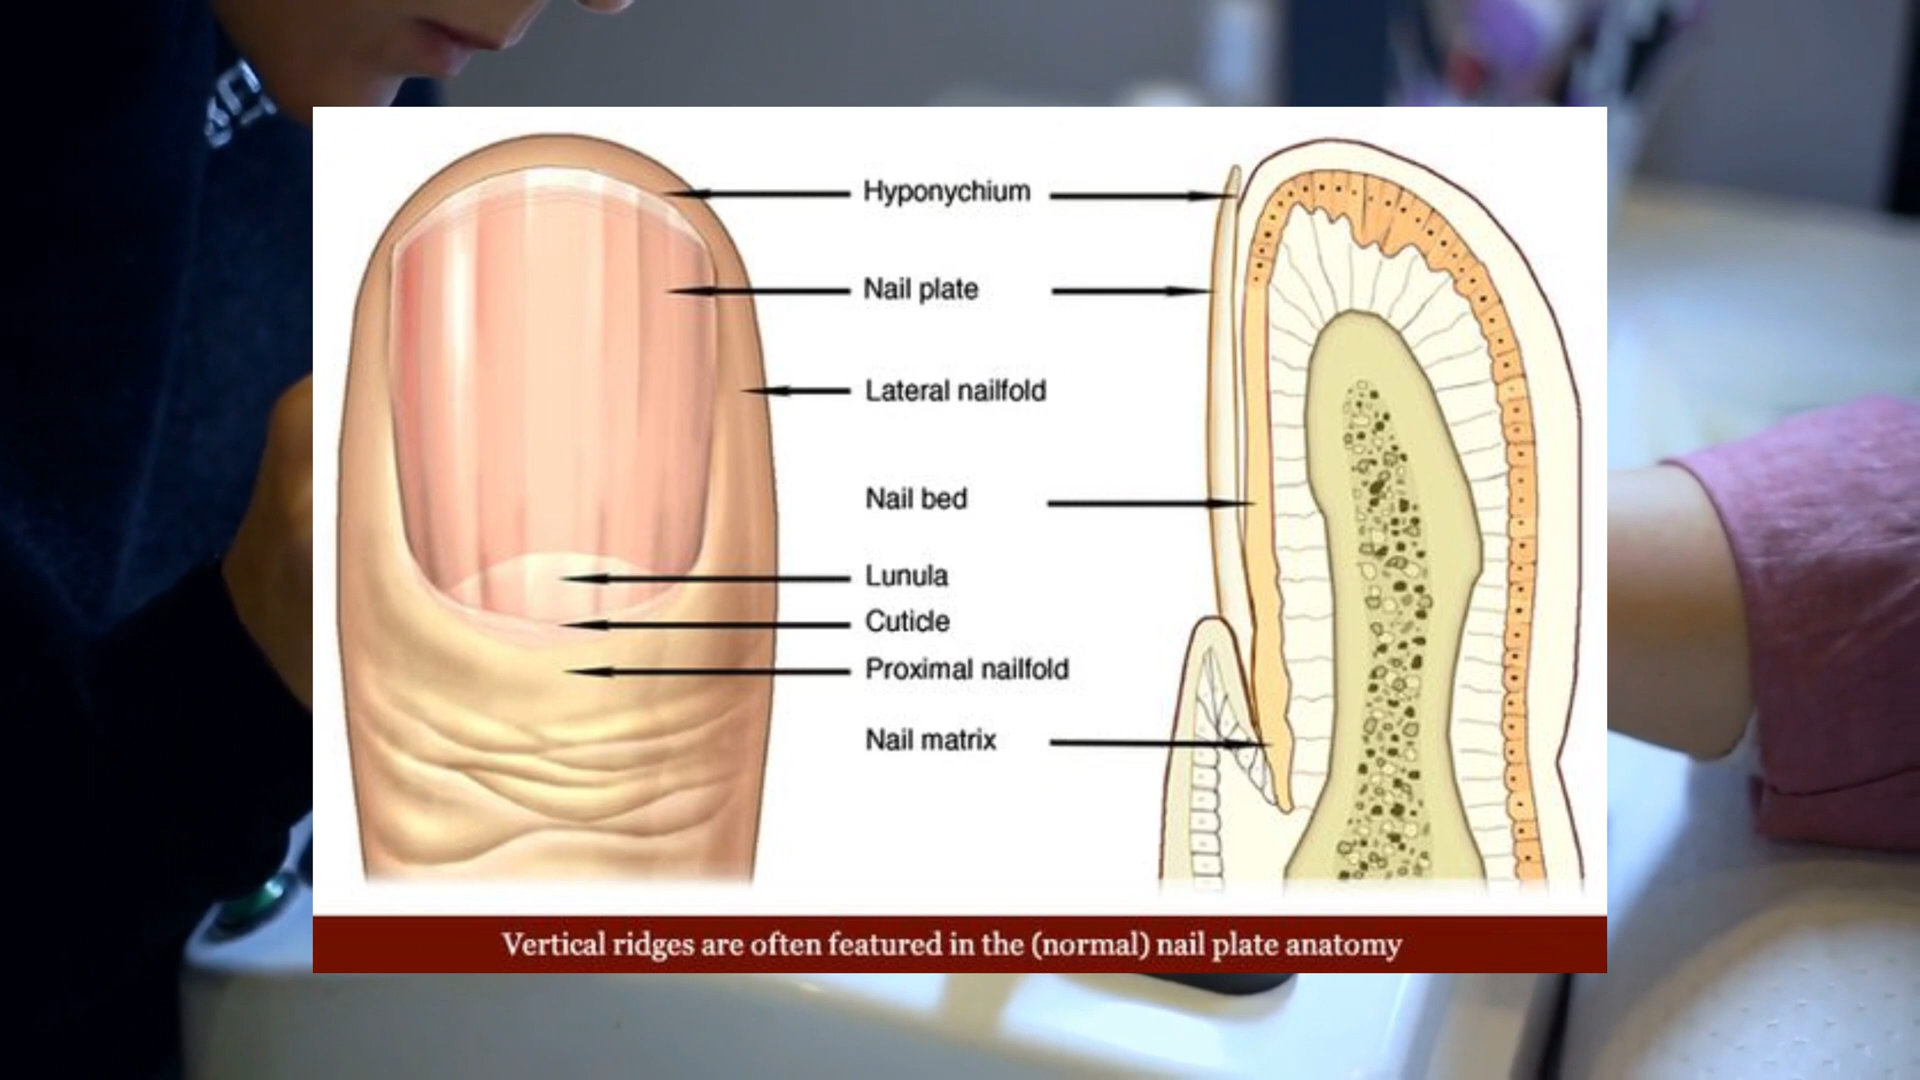 Hyponychium
Nail plate
Lateral nailfold
Nail bed
Lunula
Cuticle
Proximal nailfold
Nail matrix
Vertical ridges are often featured in the (normal) nail plate anatomy